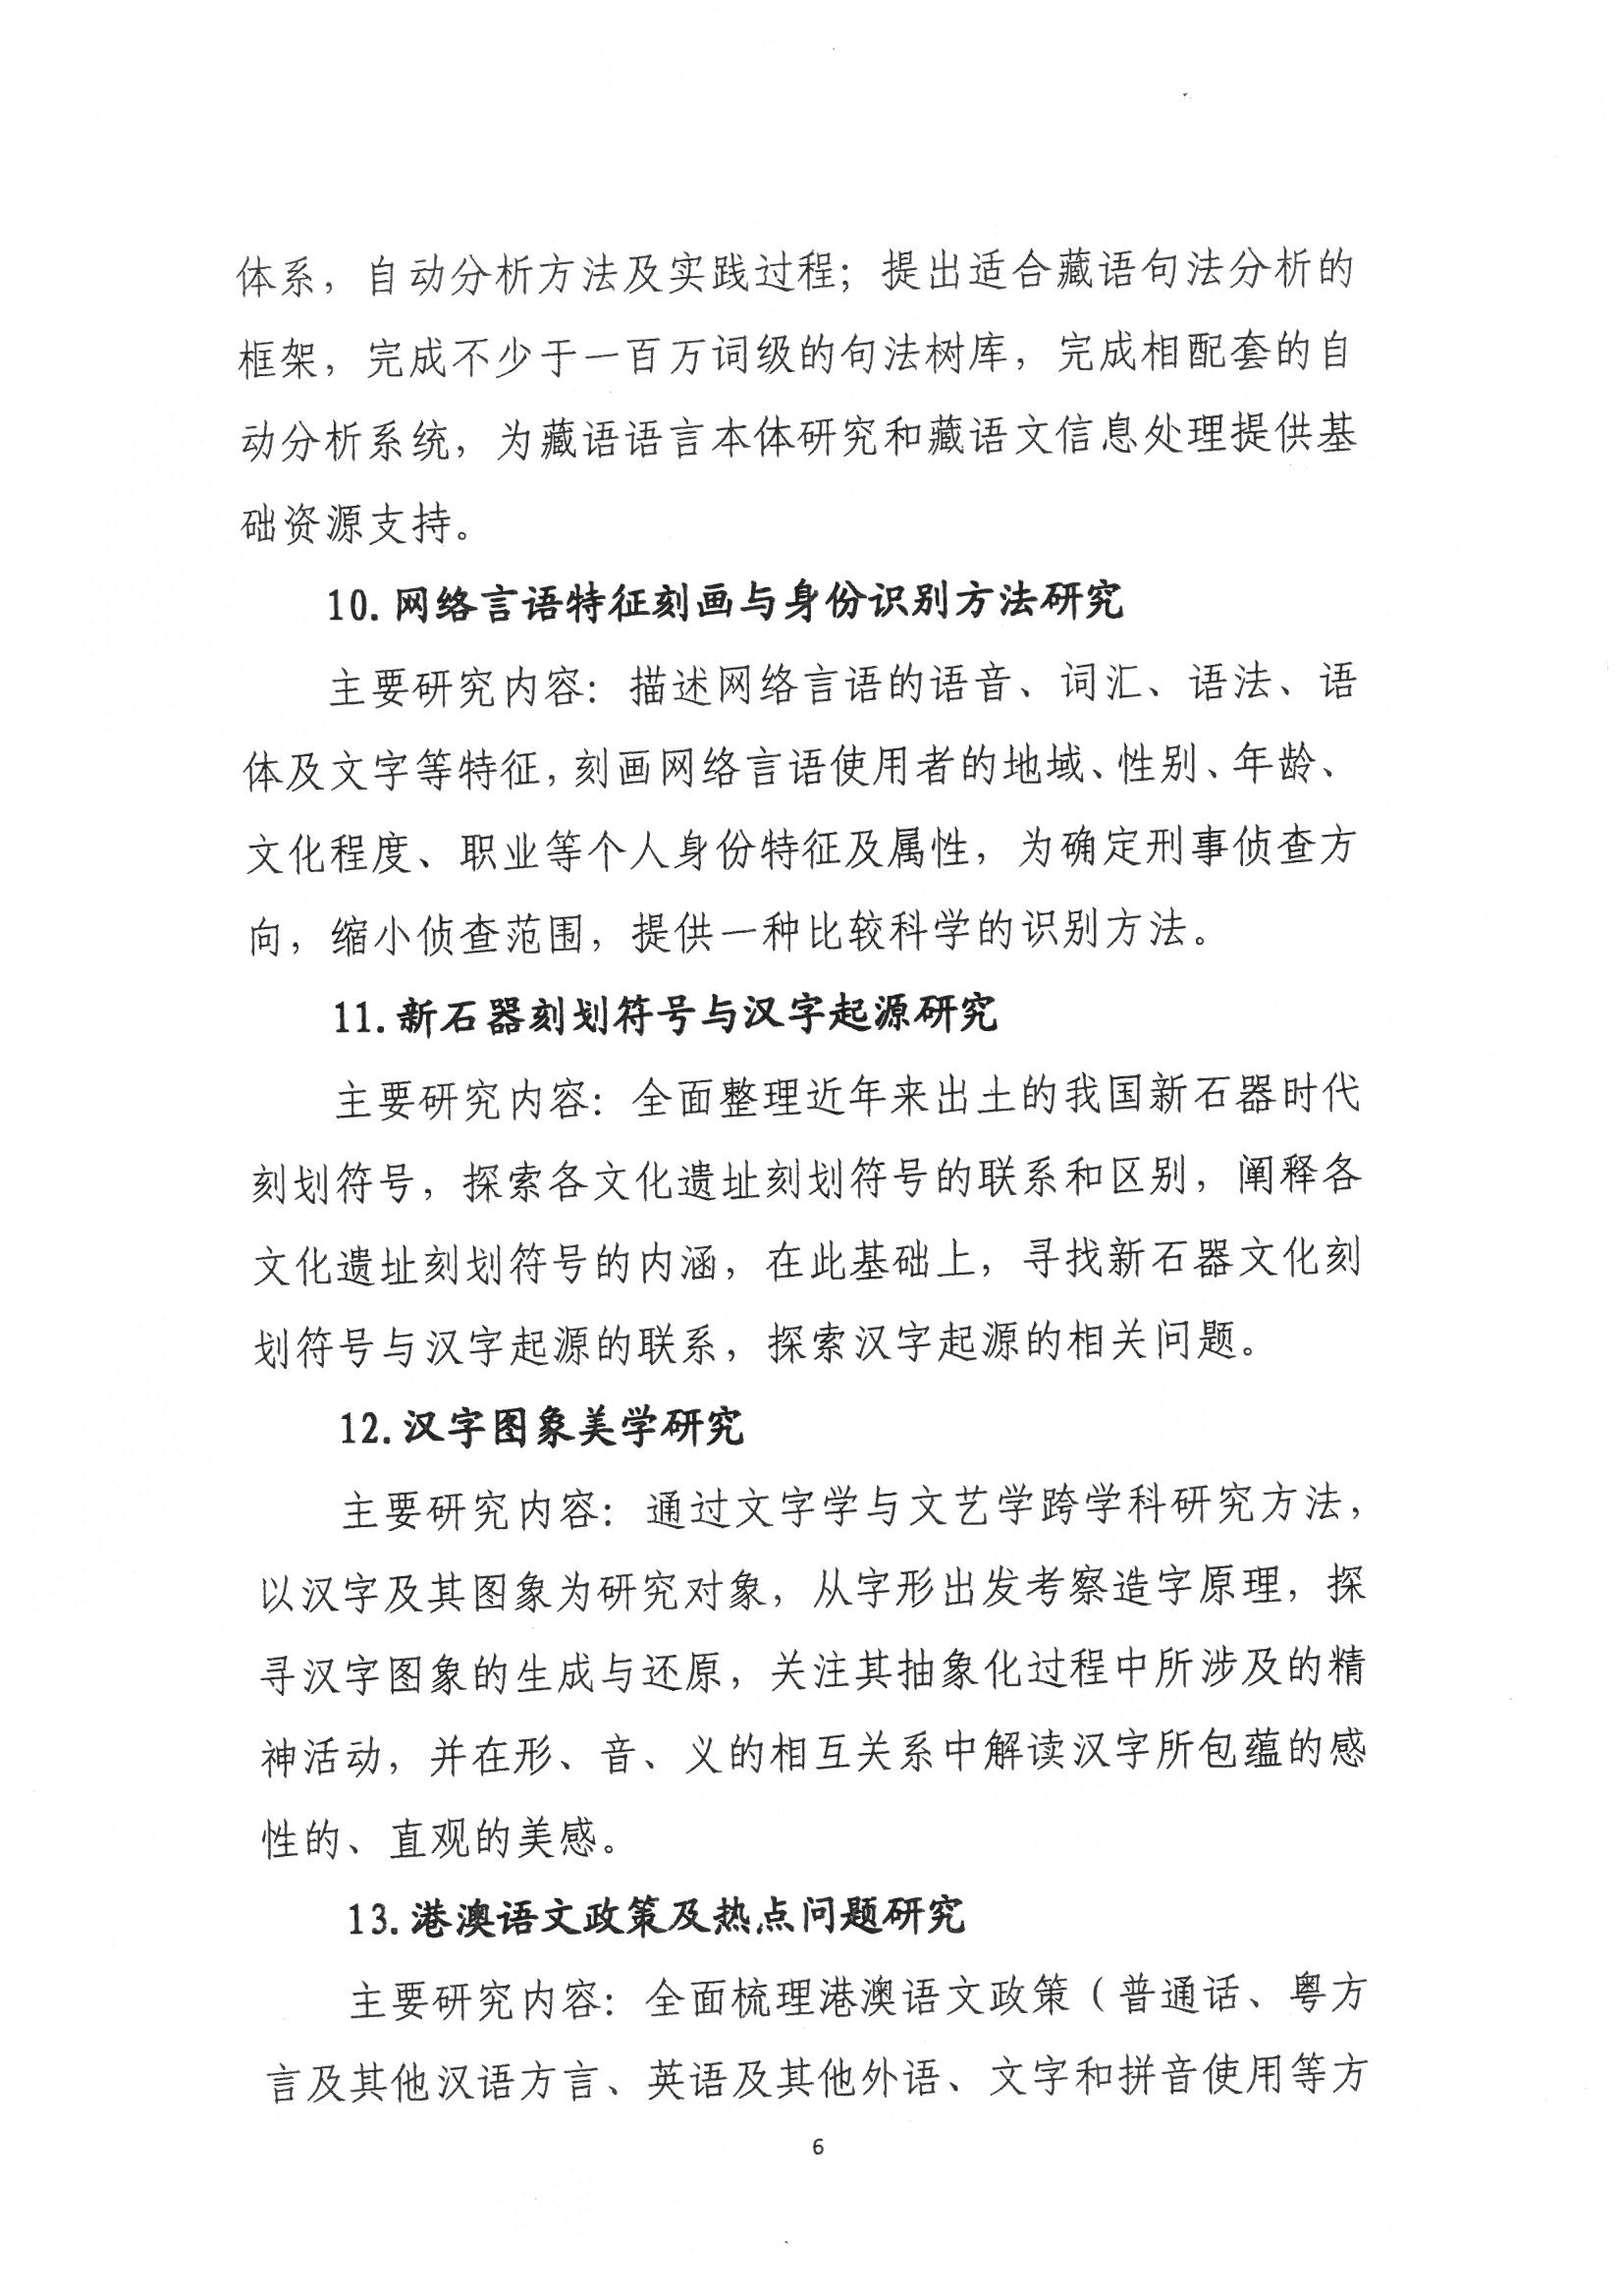 体系，自动分析方法及实践过程；提出适合藏语句法分析的
框架，完成不少于一百万词级的句法树库，完成相配套的自
动分析系统，为藏语语言本体研究和藏语文信息处理提供基
础资源支持。
10.网络言语特征刻画与身份识别方法研究
主要研究内容：描述网络言语的语音、词汇、语法、语
体及文字等特征，刻画网络言语使用者的地域、性别、年龄、
文化程度、职业等个人身份特征及属性，为确定刑事侦查方
向，缩小侦查范围，提供一种比较科学的识别方法。
11.新石器刻划符号与汉字起源研究
主要研究内容：全面整理近年来出土的我国新石器时代
刻划符号，探索各文化遗址刻划符号的联系和区别，阐释各
文化遗址刻划符号的内涵，在此基础上，寻找新石器文化刻
划符号与汉字起源的联系，探索汉字起源的相关问题。
12.汉字图象美学研究
主要研究内容：通过文字学与文艺学跨学科研究方法，
以汉字及其图象为研究对象，从字形出发考察造字原理，探
寻汉字图象的生成与还原，关注其抽象化过程中所涉及的精
神活动，并在形、音、义的相互关系中解读汉字所包蕴的感
性的、直观的美感。
13.港澳语文政策及热点问题研究
主要研究内容：全面梳理港澳语文政策（普通话、粤方
言及其他汉语方言、英语及其他外语、文字和拼音使用等方
6